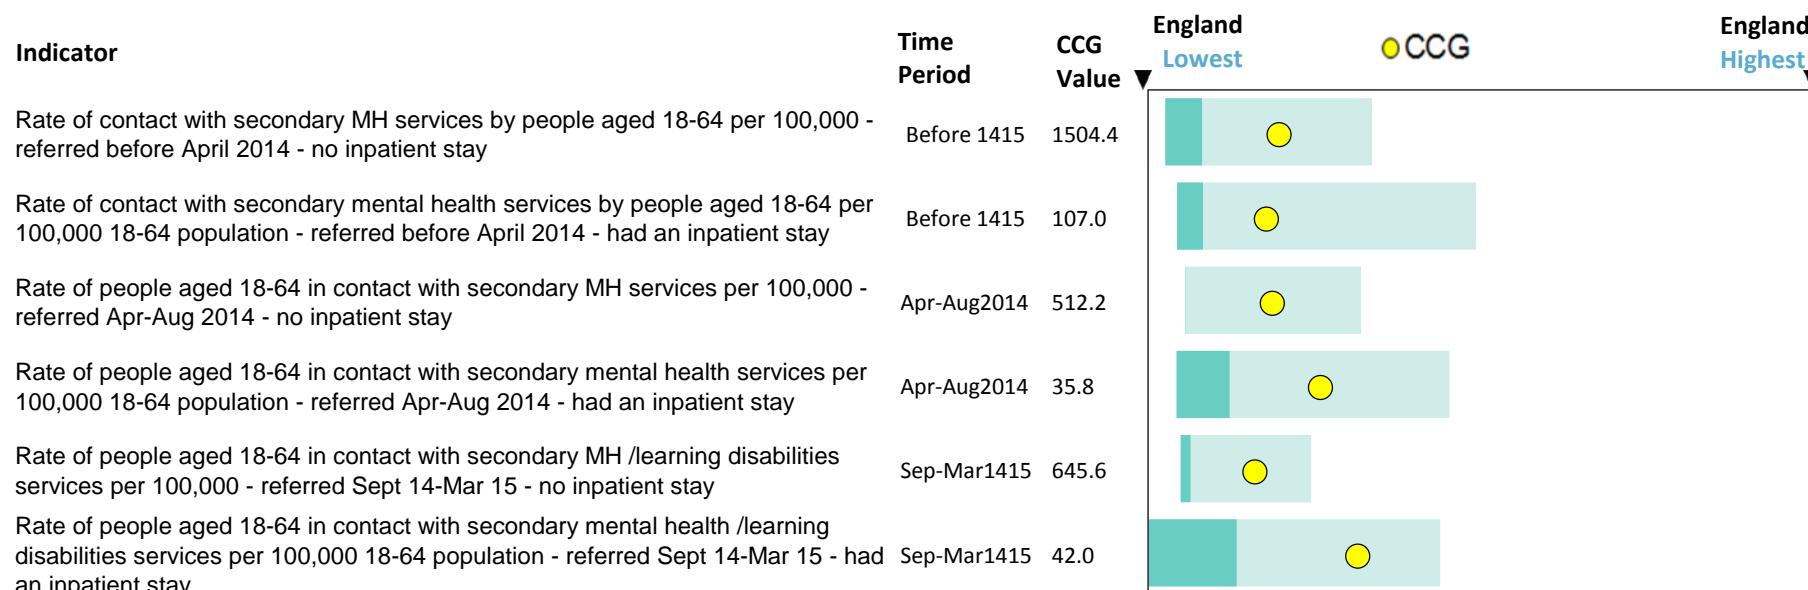 Indicator
Time
Period
CCG
Value
England
Lowest
CCG
England
Highest
Rate of contact with secondary MH services by people aged 18-64 per 100,000 -
referred before April 2014 - no inpatient stay
Before 1415 1504.4
Rate of contact with secondary mental health services by people aged 18-64 per
100,000 18-64 population - referred before April 2014 - had an inpatient stay
Before 1415 107.0
Rate of people aged 18-64 in contact with secondary MH services per 100,000 -
referred Apr-Aug 2014 - no inpatient stay
Apr-Aug2014 512.2
Rate of people aged 18-64 in contact with secondary mental health services per
100,000 18-64 population - referred Apr-Aug 2014 - had an inpatient stay
Apr-Aug2014 35.8
Rate of people aged 18-64 in contact with secondary MH /learning disabilities
services per 100,000 - referred Sept 14-Mar 15 - no inpatient stay
Sep-Mar1415 645.6
Rate of people aged 18-64 in contact with secondary mental health /learning
disabilities services per 100,000 18-64 population - referred Sept 14-Mar 15 - had
an inpatient stay
Sep-Mar1415 42.0